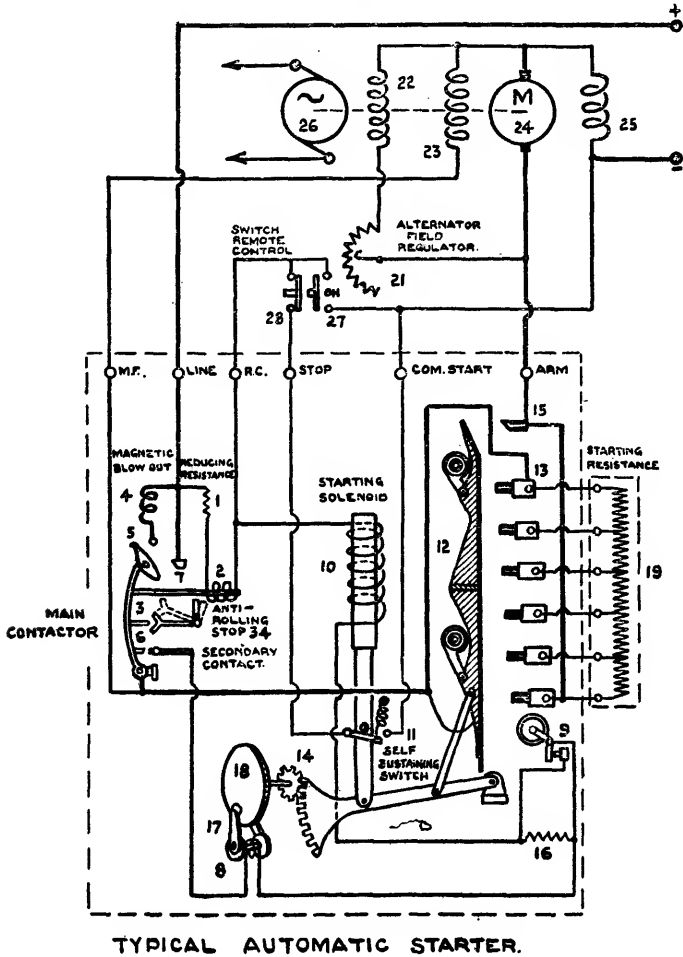 +
22
M
~
26
24
25
23
−
SWITCH
REMOTE
CONTROL
ALTERNATOR
FIELD
REGULATOR.
21
ON
28
27
M.F.
LINE
R.C.
STOP
COM. START
ARM
15
MAGNETIC
BLOW OUT
REDUCING
RESISTANCE
STARTING
SOLENOID
13
STARTING
RESISTANCE
4
1
5
7
2
10
12
19
3
ANTI-
ROLLING
STOP 34
MAIN
CONTACTOR
6
SECONDARY
CONTACT.
11
SELF
SUSTAINING
SWITCH
9
14
18
17
8
16
TYPICAL AUTOMATIC STARTER.